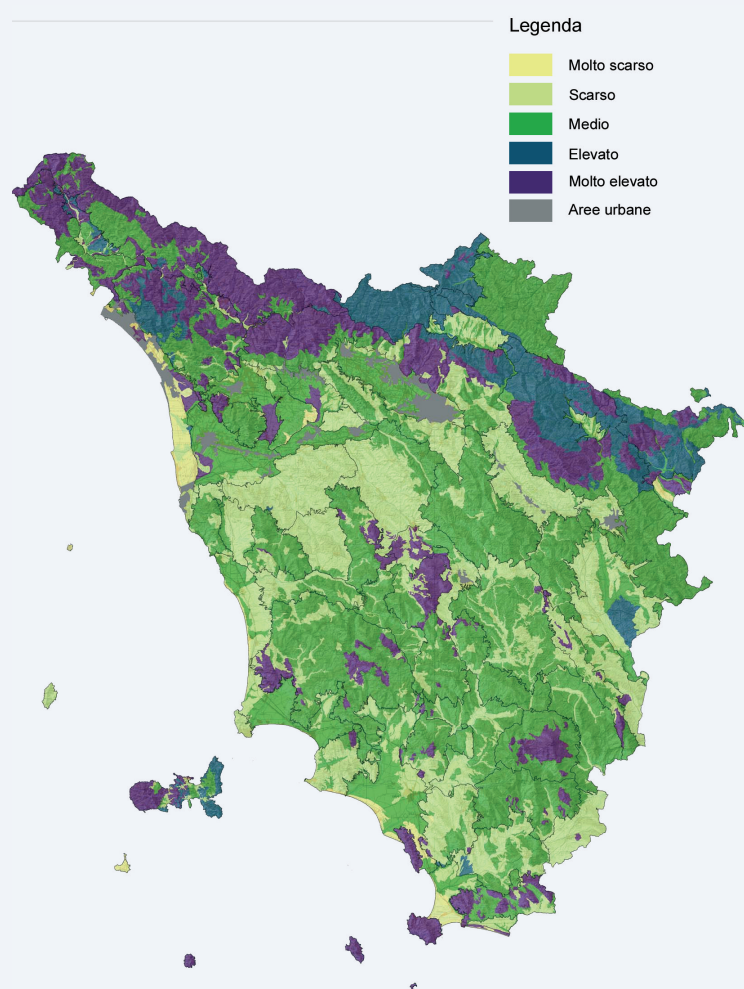 Legenda
Molto scarso
Scarso
Medio
Elevato
Molto elevato
Aree urbane